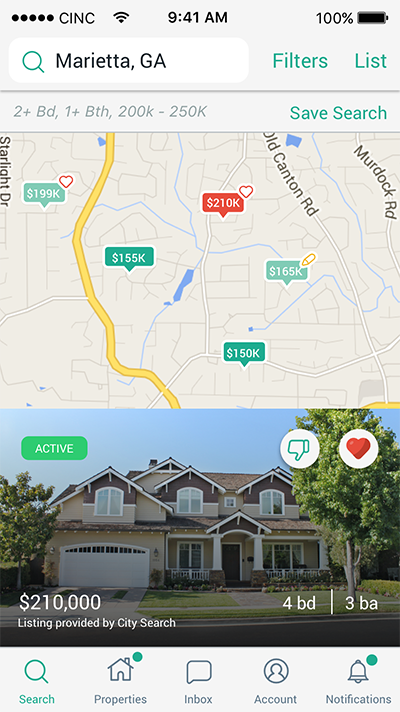 CINC 9:41 AM 100%
Marietta, GA Filters List
2+ Bd, 1+ Bth, 200k - 250K Save Search
Starlight Dr
Old Canton Rd
Murdock Rd
$199K
$210K
$155K
$165K
$150K
ACTIVE
$210,000 4 bd 3 ba
Listing provided by City Search
Search Properties Inbox Account Notifications